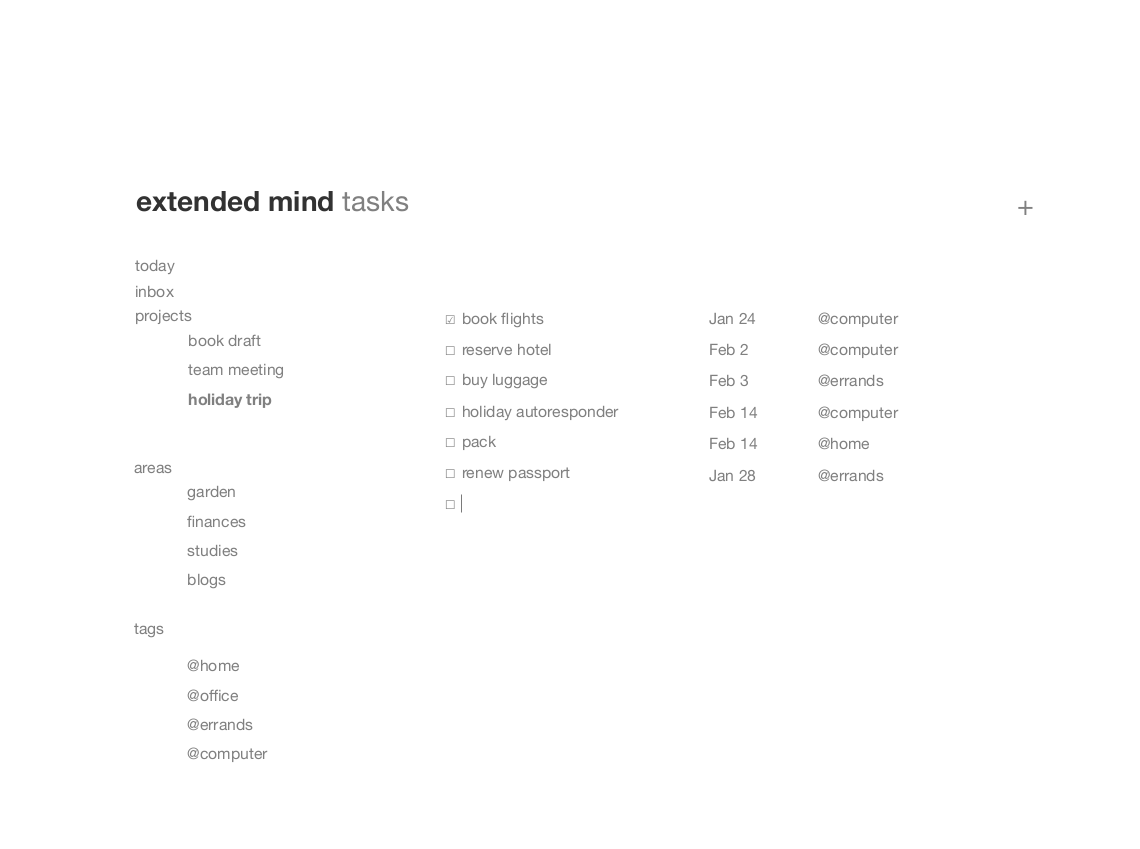 extended mind tasks
+
today
inbox
projects
book draft
team meeting
holiday trip
areas
garden
finances
studies
blogs
tags
@home
@office
@errands
@computer
☑ book flights Jan 24 @computer
☐ reserve hotel Feb 2 @computer
☐ buy luggage Feb 3 @errands
☐ holiday autoresponder Feb 14 @computer
☐ pack Feb 14 @home
☐ renew passport Jan 28 @errands
☐